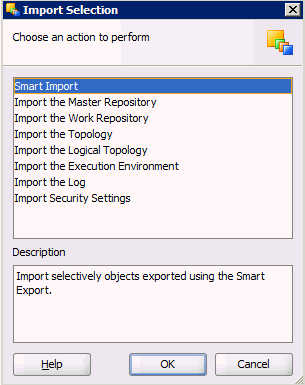 Import Selection
Choose an action to perform
Smart Import
Import the Master Repository
Import the Work Repository
Import the Topology
Import the Logical Topology
Import the Execution Environment
Import the Log
Import Security Settings
Description
Import selectively objects exported using the Smart
Export.
Help
OK
Cancel